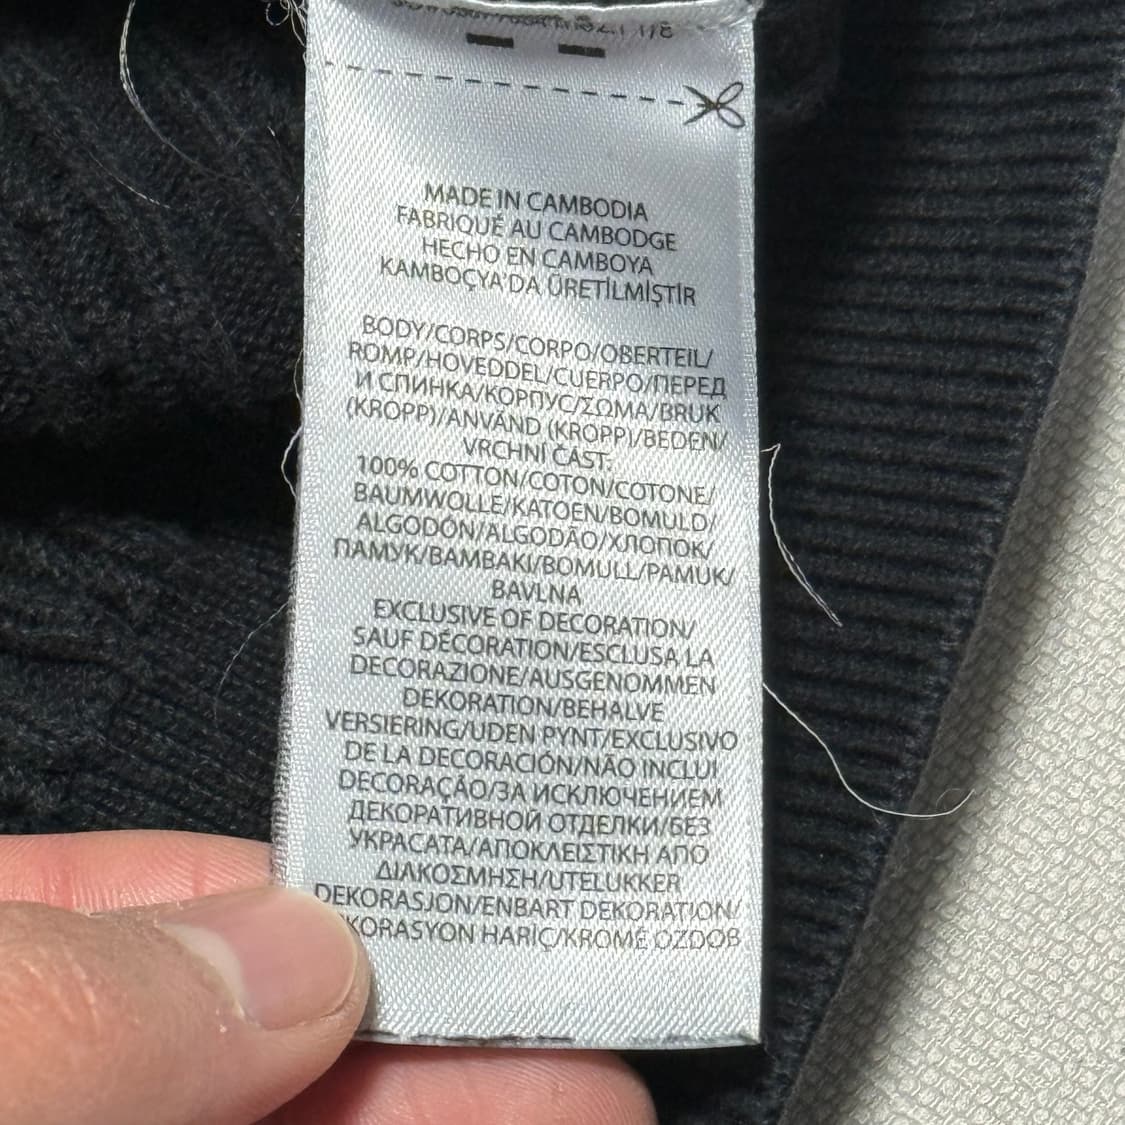 MADE IN CAMBODIA
FABRIQUÉ AU CAMBODGE
HECHO EN CAMBOYA
KAMBOÇYA'DA ÜRETİLMİŞTİR
BODY/CORPS/CORPO/OBERTEIL/
ROMP/HOVEDDEL/CUERPO/ПЕРЕД
И СПИНКА/КОРПУС/ΣΩΜΑ/BRUK
(KROPP)/ANVÄND (KROPP)/BEDEN/
VRCHNI ČAST:
100% COTTON/COTON/COTONE/
BAUMWOLLE/KATOEN/BOMULD/
ALGODÓN/ALGODÃO/ХЛОПОК/
ПАМУК/BAMBAKI/BOMULL/PAMUK/
BAVLNA
EXCLUSIVE OF DECORATION/
SAUF DÉCORATION/ESCLUSA LA
DECORAZIONE/AUSGENOMMEN
DEKORATION/BEHALVE
VERSIERING/UDEN PYNT/EXCLUSIVO
DE LA DECORACIÓN/NÃO INCLUI
DECORAÇÃO/ЗА ИСКЛЮЧЕНИЕМ
ДЕКОРАТИВНОЙ ОТДЕЛКИ/БЕЗ
УКРАСАТА/ΑΠΟΚΛΕΙΣΤΙΚΗ ΑΠΟ
ΔΙΑΚΟΣΜΗΣΗ/UTELUKKER
DEKORASJON/ENBART DEKORATION/
KORASYON HARİÇ/KROMĚ OZDOB